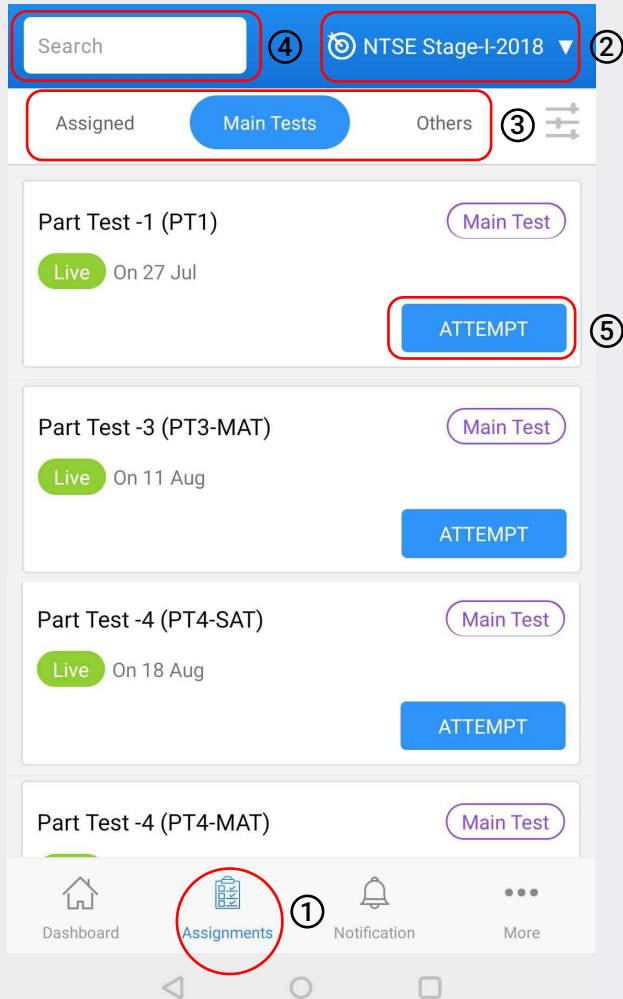 Search
④
NTSE Stage-I-2018 ▼
②
Assigned
Main Tests
Others
③
Part Test -1 (PT1)
Main Test
Live On 27 Jul
ATTEMPT
⑤
Part Test -3 (PT3-MAT)
Main Test
Live On 11 Aug
ATTEMPT
Part Test -4 (PT4-SAT)
Main Test
Live On 18 Aug
ATTEMPT
Part Test -4 (PT4-MAT)
Main Test
①
Dashboard
Assignments
Notification
More